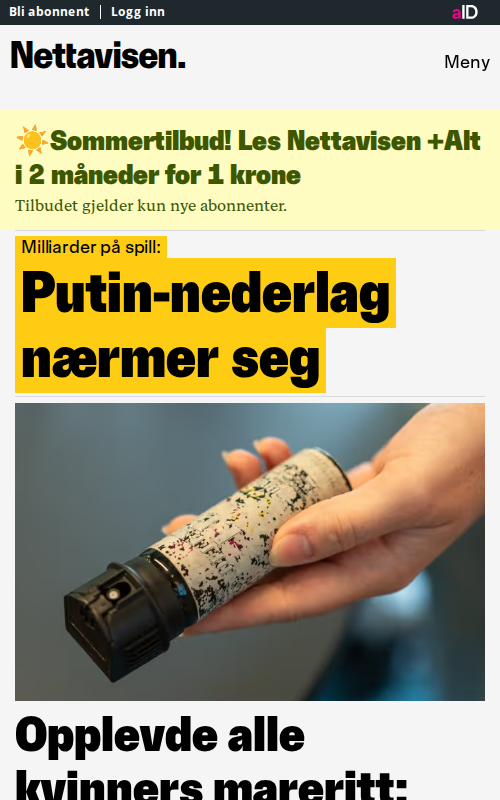 Bli abonnent | Logg inn
aID
Nettavisen.
Meny
☀️Sommertilbud! Les Nettavisen +Alt
i 2 måneder for 1 krone
Tilbudet gjelder kun nye abonnenter.
Milliarder på spill:
Putin-nederlag
nærmer seg
Opplevde alle
kvinners mareritt: